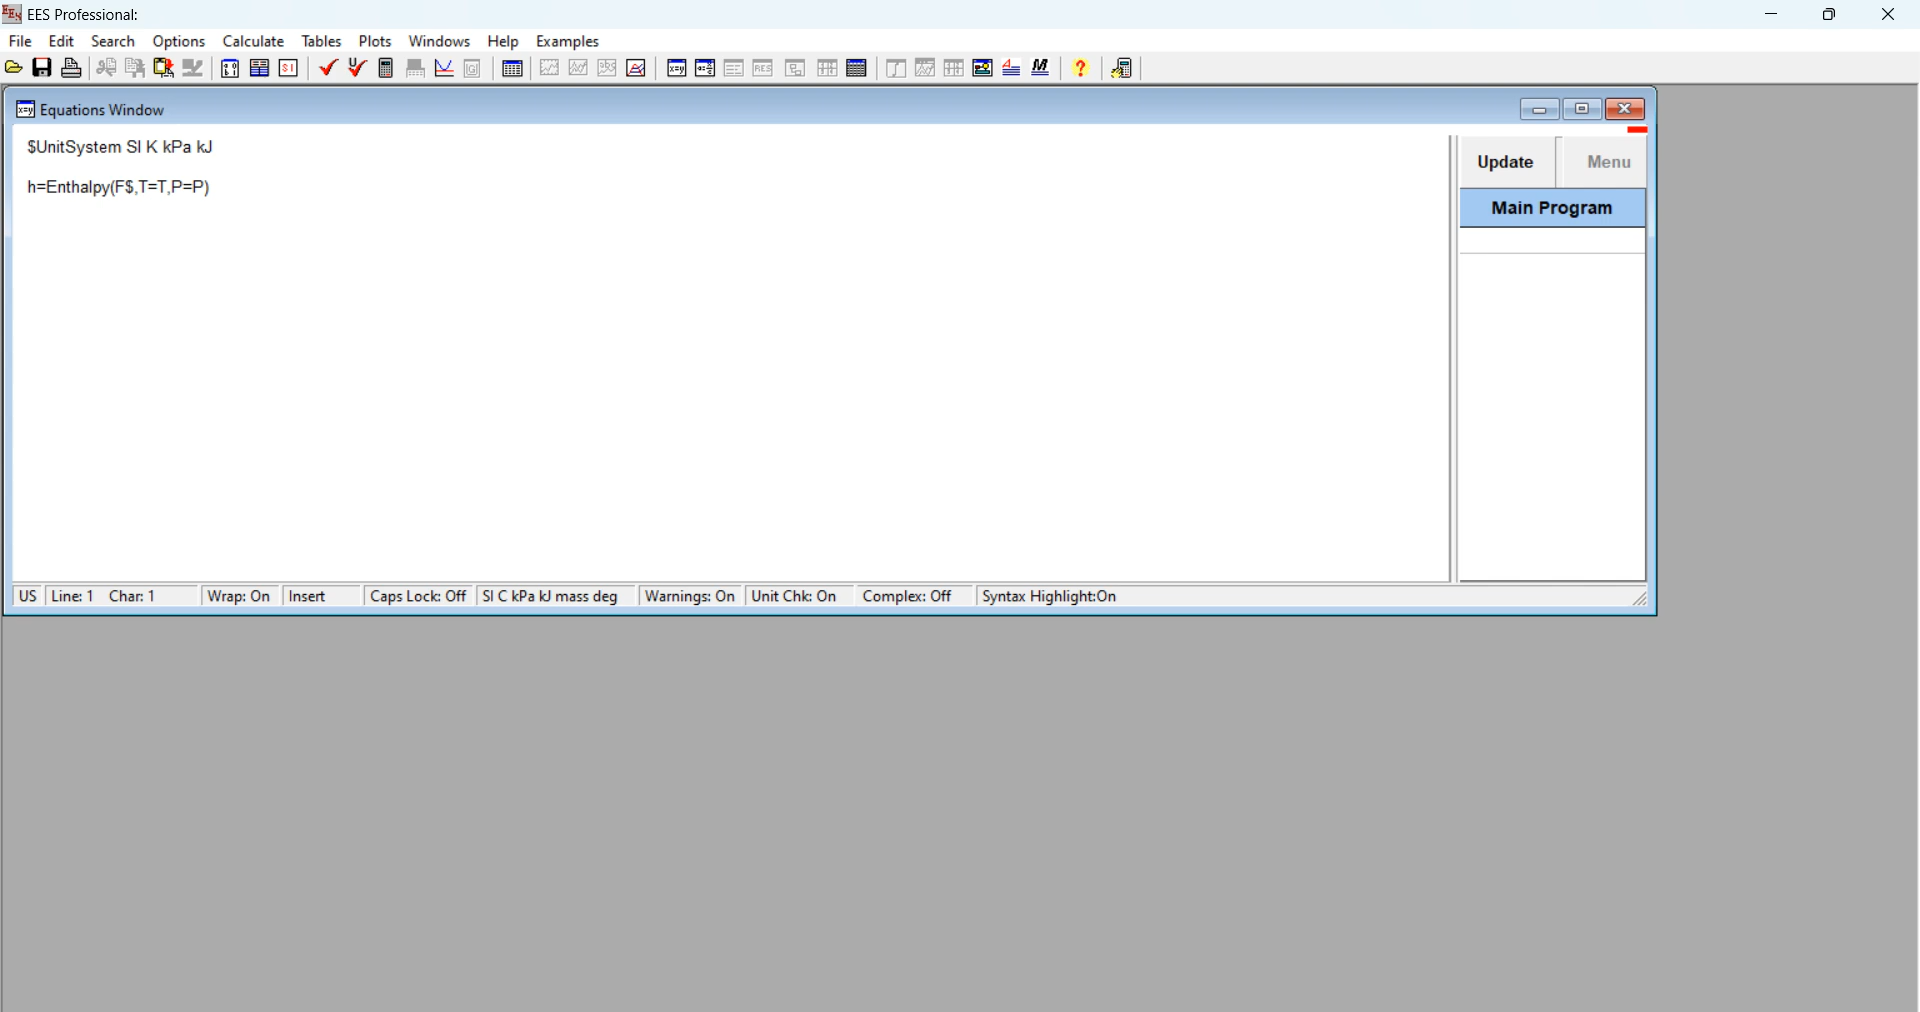 EES Professional:
File Edit Search Options Calculate Tables Plots Windows Help Examples
Equations Window
$UnitSystem SI K kPa kJ
h=Enthalpy(F$,T=T,P=P)
Update Menu
Main Program
US Line: 1 Char: 1 Wrap: On Insert Caps Lock: Off SI C kPa kJ mass deg Warnings: On Unit Chk: On Complex: Off Syntax Highlight:On